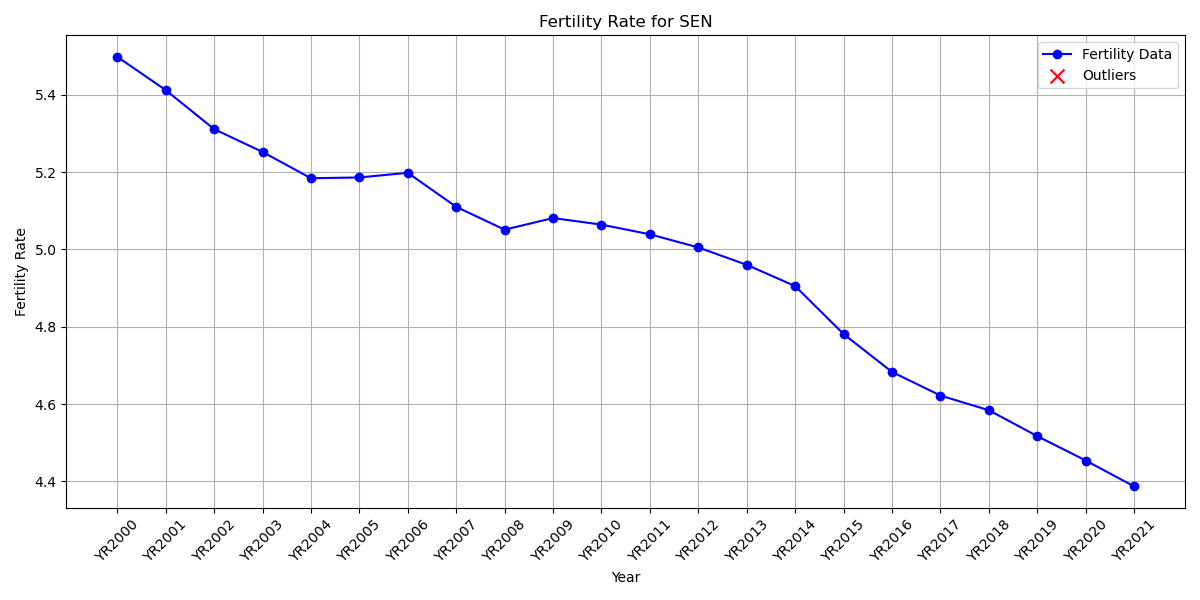 Fertility Rate for SEN
Fertility Data
Outliers
Fertility Rate
5.4
5.2
5.0
4.8
4.6
4.4
YR2000
YR2001
YR2002
YR2003
YR2004
YR2005
YR2006
YR2007
YR2008
YR2009
YR2010
YR2011
YR2012
YR2013
YR2014
YR2015
YR2016
YR2017
YR2018
YR2019
YR2020
YR2021
Year